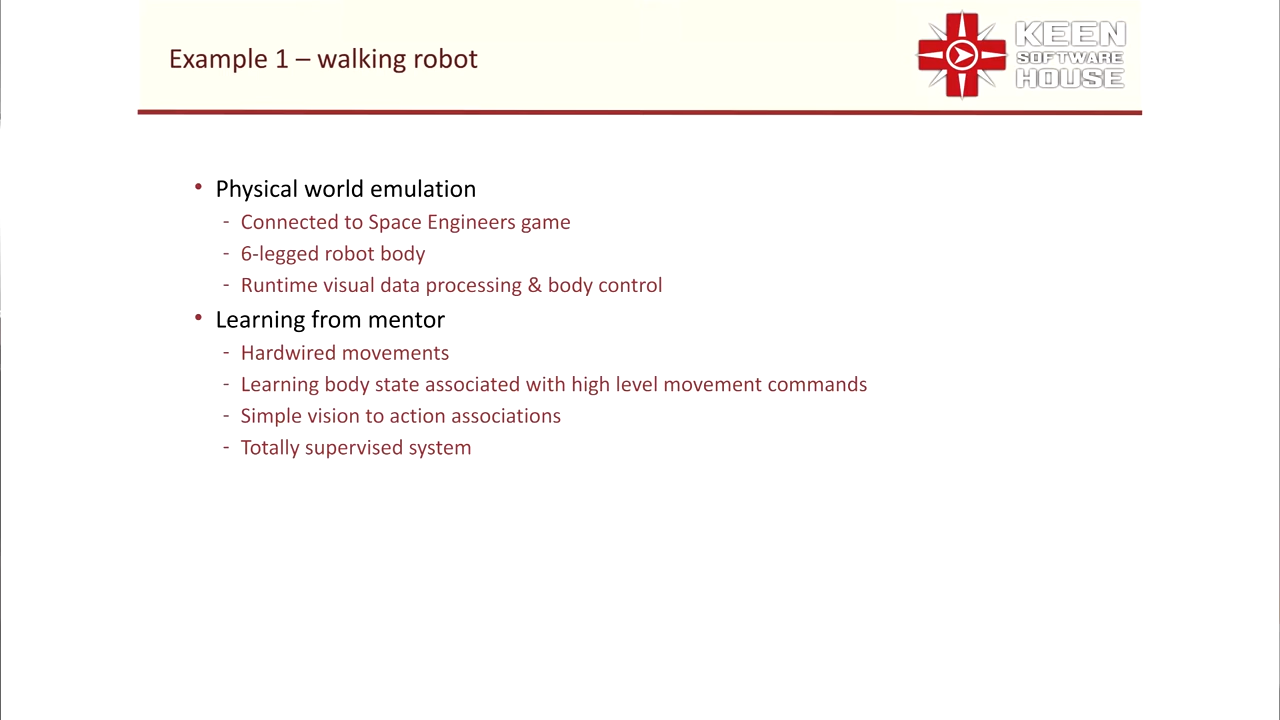 Example 1 – walking robot
KEEN
SOFTWARE
HOUSE
• Physical world emulation
- Connected to Space Engineers game
- 6-legged robot body
- Runtime visual data processing & body control
• Learning from mentor
- Hardwired movements
- Learning body state associated with high level movement commands
- Simple vision to action associations
- Totally supervised system